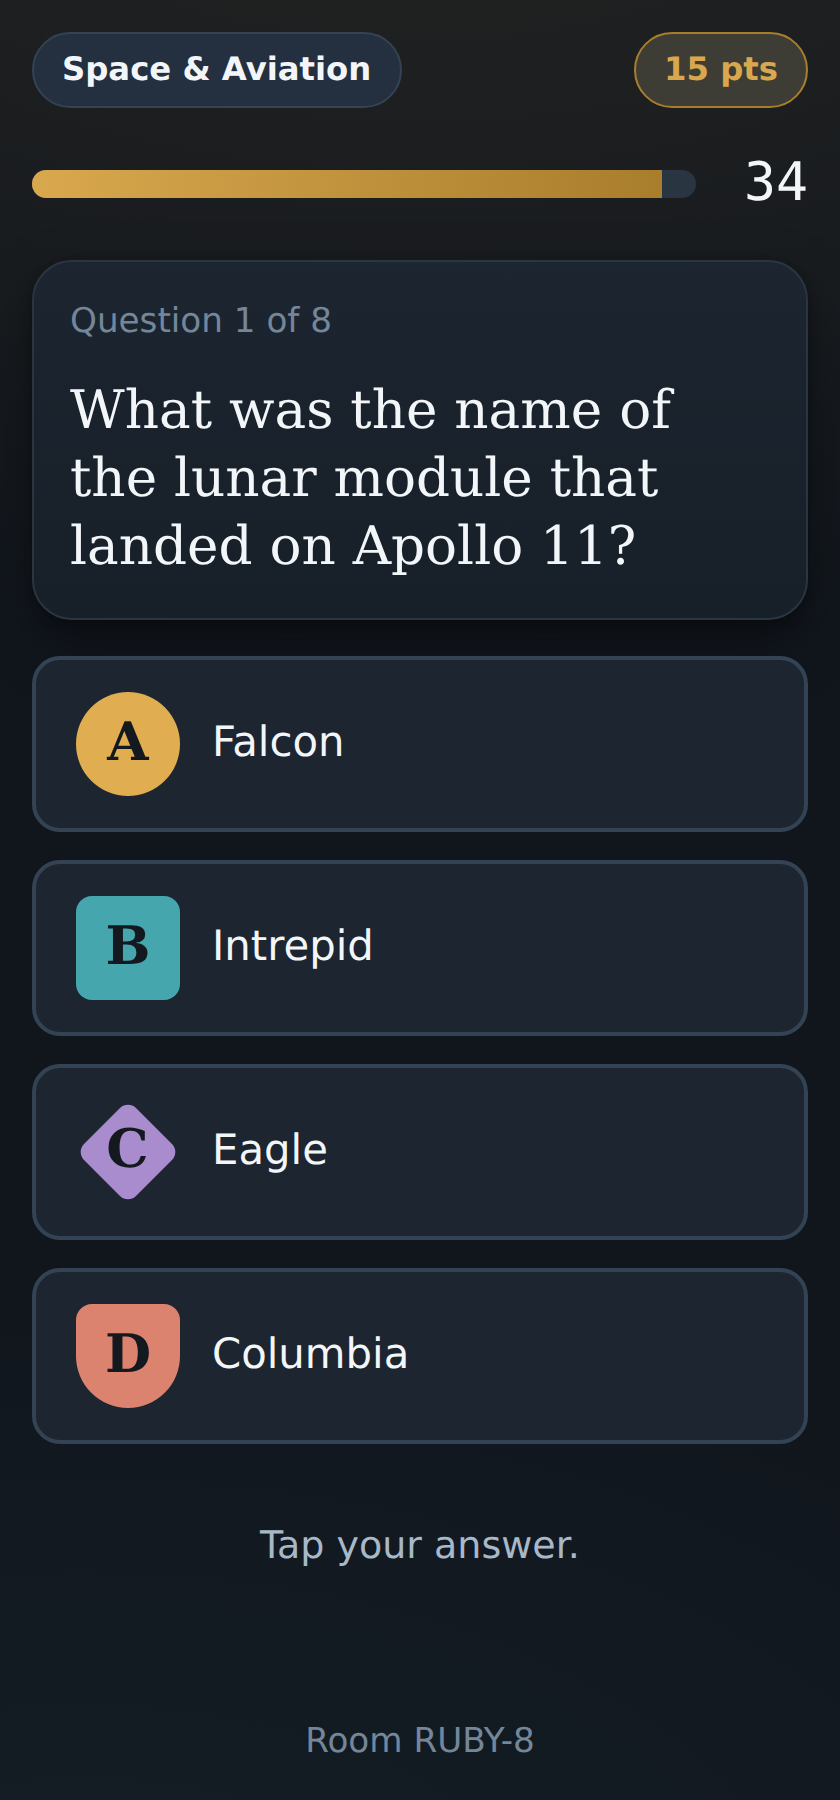 Space & Aviation
15 pts
34
Question 1 of 8
What was the name of
the lunar module that
landed on Apollo 11?
A
Falcon
B
Intrepid
C
Eagle
D
Columbia
Tap your answer.
Room RUBY-8